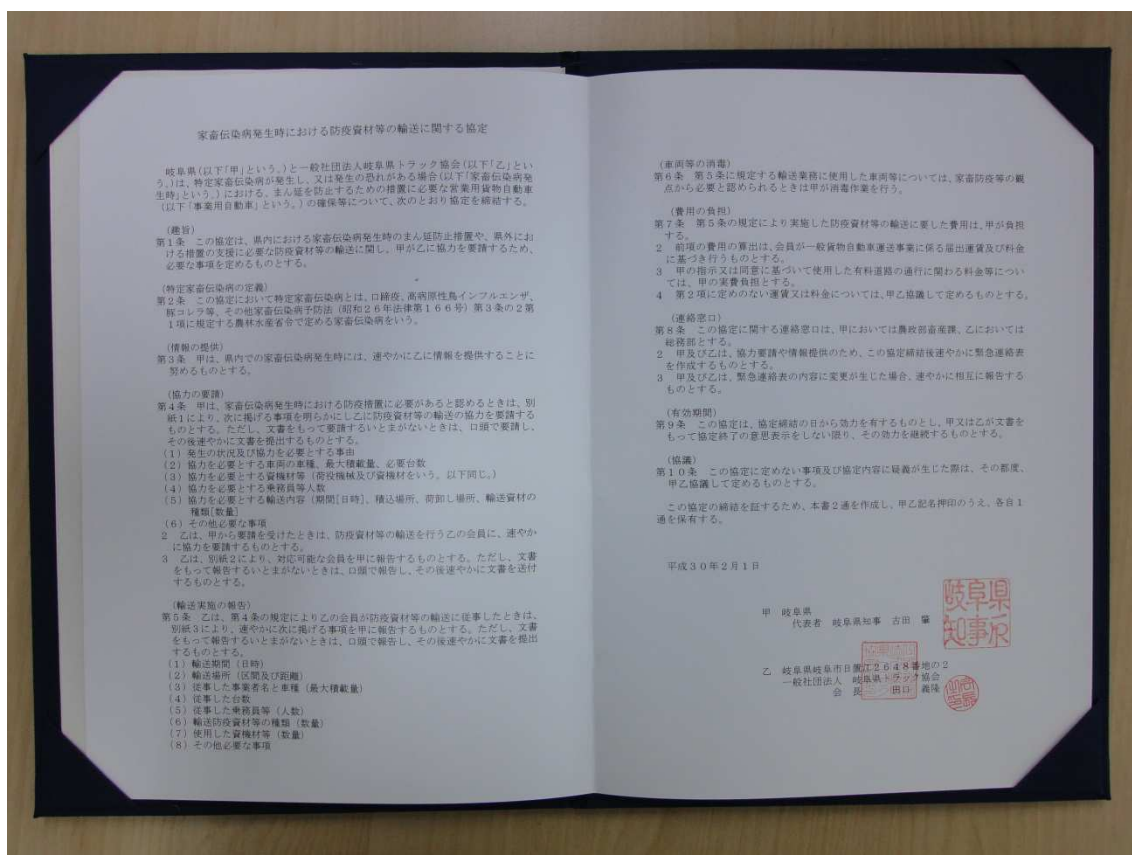 家畜伝染病発生時における防疫資材等の輸送に関する協定
岐阜県(以下「甲」という。)と一般社団法人岐阜県トラック協会(以下「乙」とい
う。)は、特定家畜伝染病が発生し、又は発生の恐れがある場合(以下「家畜伝染病発
生時」という。)における、まん延を防止するための措置に必要な営業用貨物自動車
(以下「事業用自動車」という。)の確保等について、次のとおり協定を締結する。
(趣旨)
第1条 この協定は、県内における家畜伝染病発生時のまん延防止措置や、県外にお
ける措置の支援に必要な防疫資材等の輸送に関し、甲が乙に協力を要請するため、
必要な事項を定めるものとする。
(特定家畜伝染病の定義)
第2条 この協定において特定家畜伝染病とは、口蹄疫、高病原性鳥インフルエンザ、
豚コレラ等、その他家畜伝染病予防法(昭和26年法律第166号)第3条の2第
1項に規定する農林水産省令で定める家畜伝染病をいう。
(情報の提供)
第3条 甲は、県内での家畜伝染病発生時には、速やかに乙に情報を提供することに
努めるものとする。
(協力の要請)
第4条 甲は、家畜伝染病発生時における防疫措置に必要があると認めるときは、別
紙1により、次に掲げる事項を明らかにし乙に防疫資材等の輸送の協力を要請する
ものとする。ただし、文書をもって要請するいとまがないときは、口頭で要請し、
その後速やかに文書を提出するものとする。
(1)発生の状況及び協力を必要とする事由
(2)協力を必要とする車両の車種、最大積載量、必要台数
(3)協力を必要とする資機材等(荷役機械及び資機材をいう。以下同じ。)
(4)協力を必要とする乗務員等人数
(5)協力を必要とする輸送内容(期間[日時]、積込場所、荷卸し場所、輸送資材の
種類[数量]
(6)その他必要な事項
2 乙は、甲から要請を受けたときは、防疫資材等の輸送を行う乙の会員に、速やか
に協力を要請するものとする。
3 乙は、別紙2により、対応可能な会員を甲に報告するものとする。ただし、文書
をもって報告するいとまがないときは、口頭で報告し、その後速やかに文書を送付
するものとする。
(輸送実施の報告)
第5条 乙は、第4条の規定により乙の会員が防疫資材等の輸送に従事したときは、
別紙3により、速やかに次に掲げる事項を甲に報告するものとする。ただし、文書
をもって報告するいとまがないときは、口頭で報告し、その後速やかに文書を提出
するものとする。
(1)輸送期間(日時)
(2)輸送場所(区間及び距離)
(3)従事した事業者名と車種(最大積載量)
(4)従事した台数
(5)従事した乗務員等(人数)
(6)輸送防疫資材等の種類(数量)
(7)使用した資機材等(数量)
(8)その他必要な事項
(車両等の消毒)
第6条 第5条に規定する輸送業務に使用した車両等については、家畜防疫等の観
点から必要と認められるときは甲が消毒作業を行う。
(費用の負担)
第7条 第5条の規定により実施した防疫資材等の輸送に要した費用は、甲が負担
する。
2 前項の費用の算出は、会員が一般貨物自動車運送事業に係る届出運賃及び料金
に基づき行うものとする。
3 甲の指示又は同意に基づいて使用した有料道路の通行に関わる料金等につい
ては、甲の実費負担とする。
4 第2項に定めのない運賃又は料金については、甲乙協議して定めるものとする。
(連絡窓口)
第8条 この協定に関する連絡窓口は、甲においては農政部畜産課、乙においては
総務部とする。
2 甲及び乙は、協力要請や情報提供のため、この協定締結後速やかに緊急連絡表
を作成するものとする。
3 甲及び乙は、緊急連絡表の内容に変更が生じた場合、速やかに相互に報告する
ものとする。
(有効期間)
第9条 この協定は、協定締結の日から効力を有するものとし、甲又は乙が文書を
もって協定終了の意思表示をしない限り、その効力を継続するものとする。
(協議)
第10条 この協定に定めない事項及び協定内容に疑義が生じた際は、その都度、
甲乙協議して定めるものとする。
この協定の締結を証するため、本書2通を作成し、甲乙記名押印のうえ、各自1
通を保有する。
平成30年2月1日
甲 岐阜県
代表者 岐阜県知事 古田 肇
岐阜県知事之印
乙 岐阜県岐阜市日置江2648番地の2
一般社団法人 岐阜県トラック協会
会 長 田口 義隆